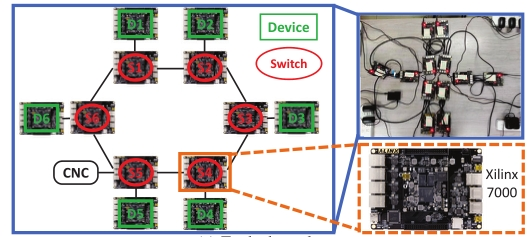 D1
D2
Device
S1
S2
Switch
D6
S6
S3
D3
CNC
S5
S4
Xilinx
7000
D5
D4